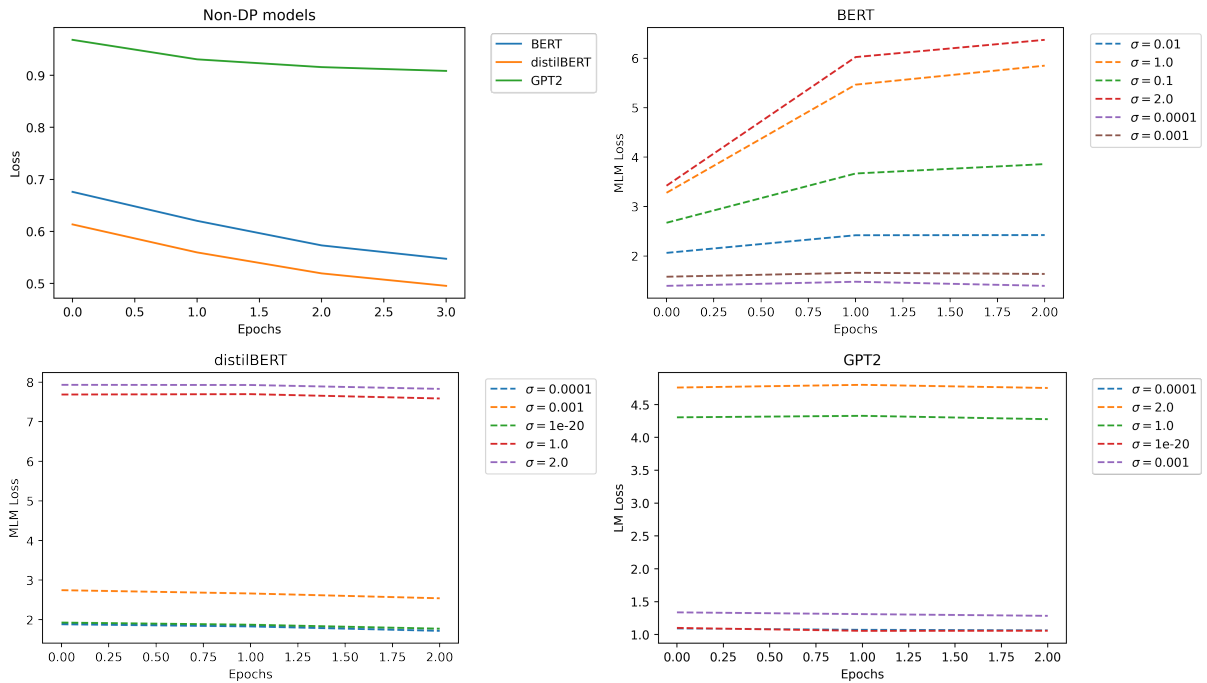 Non-DP models
Loss
0.9
0.8
0.7
0.6
0.5
0.0 0.5 1.0 1.5 2.0 2.5 3.0
Epochs
BERT
distilBERT
GPT2
BERT
MLM Loss
6
5
4
3
2
0.00 0.25 0.50 0.75 1.00 1.25 1.50 1.75 2.00
Epochs
σ = 0.01
σ = 1.0
σ = 0.1
σ = 2.0
σ = 0.0001
σ = 0.001
distilBERT
MLM Loss
8
7
6
5
4
3
2
0.00 0.25 0.50 0.75 1.00 1.25 1.50 1.75 2.00
Epochs
σ = 0.0001
σ = 0.001
σ = 1e-20
σ = 1.0
σ = 2.0
GPT2
LM Loss
4.5
4.0
3.5
3.0
2.5
2.0
1.5
1.0
0.00 0.25 0.50 0.75 1.00 1.25 1.50 1.75 2.00
Epochs
σ = 0.0001
σ = 2.0
σ = 1.0
σ = 1e-20
σ = 0.001